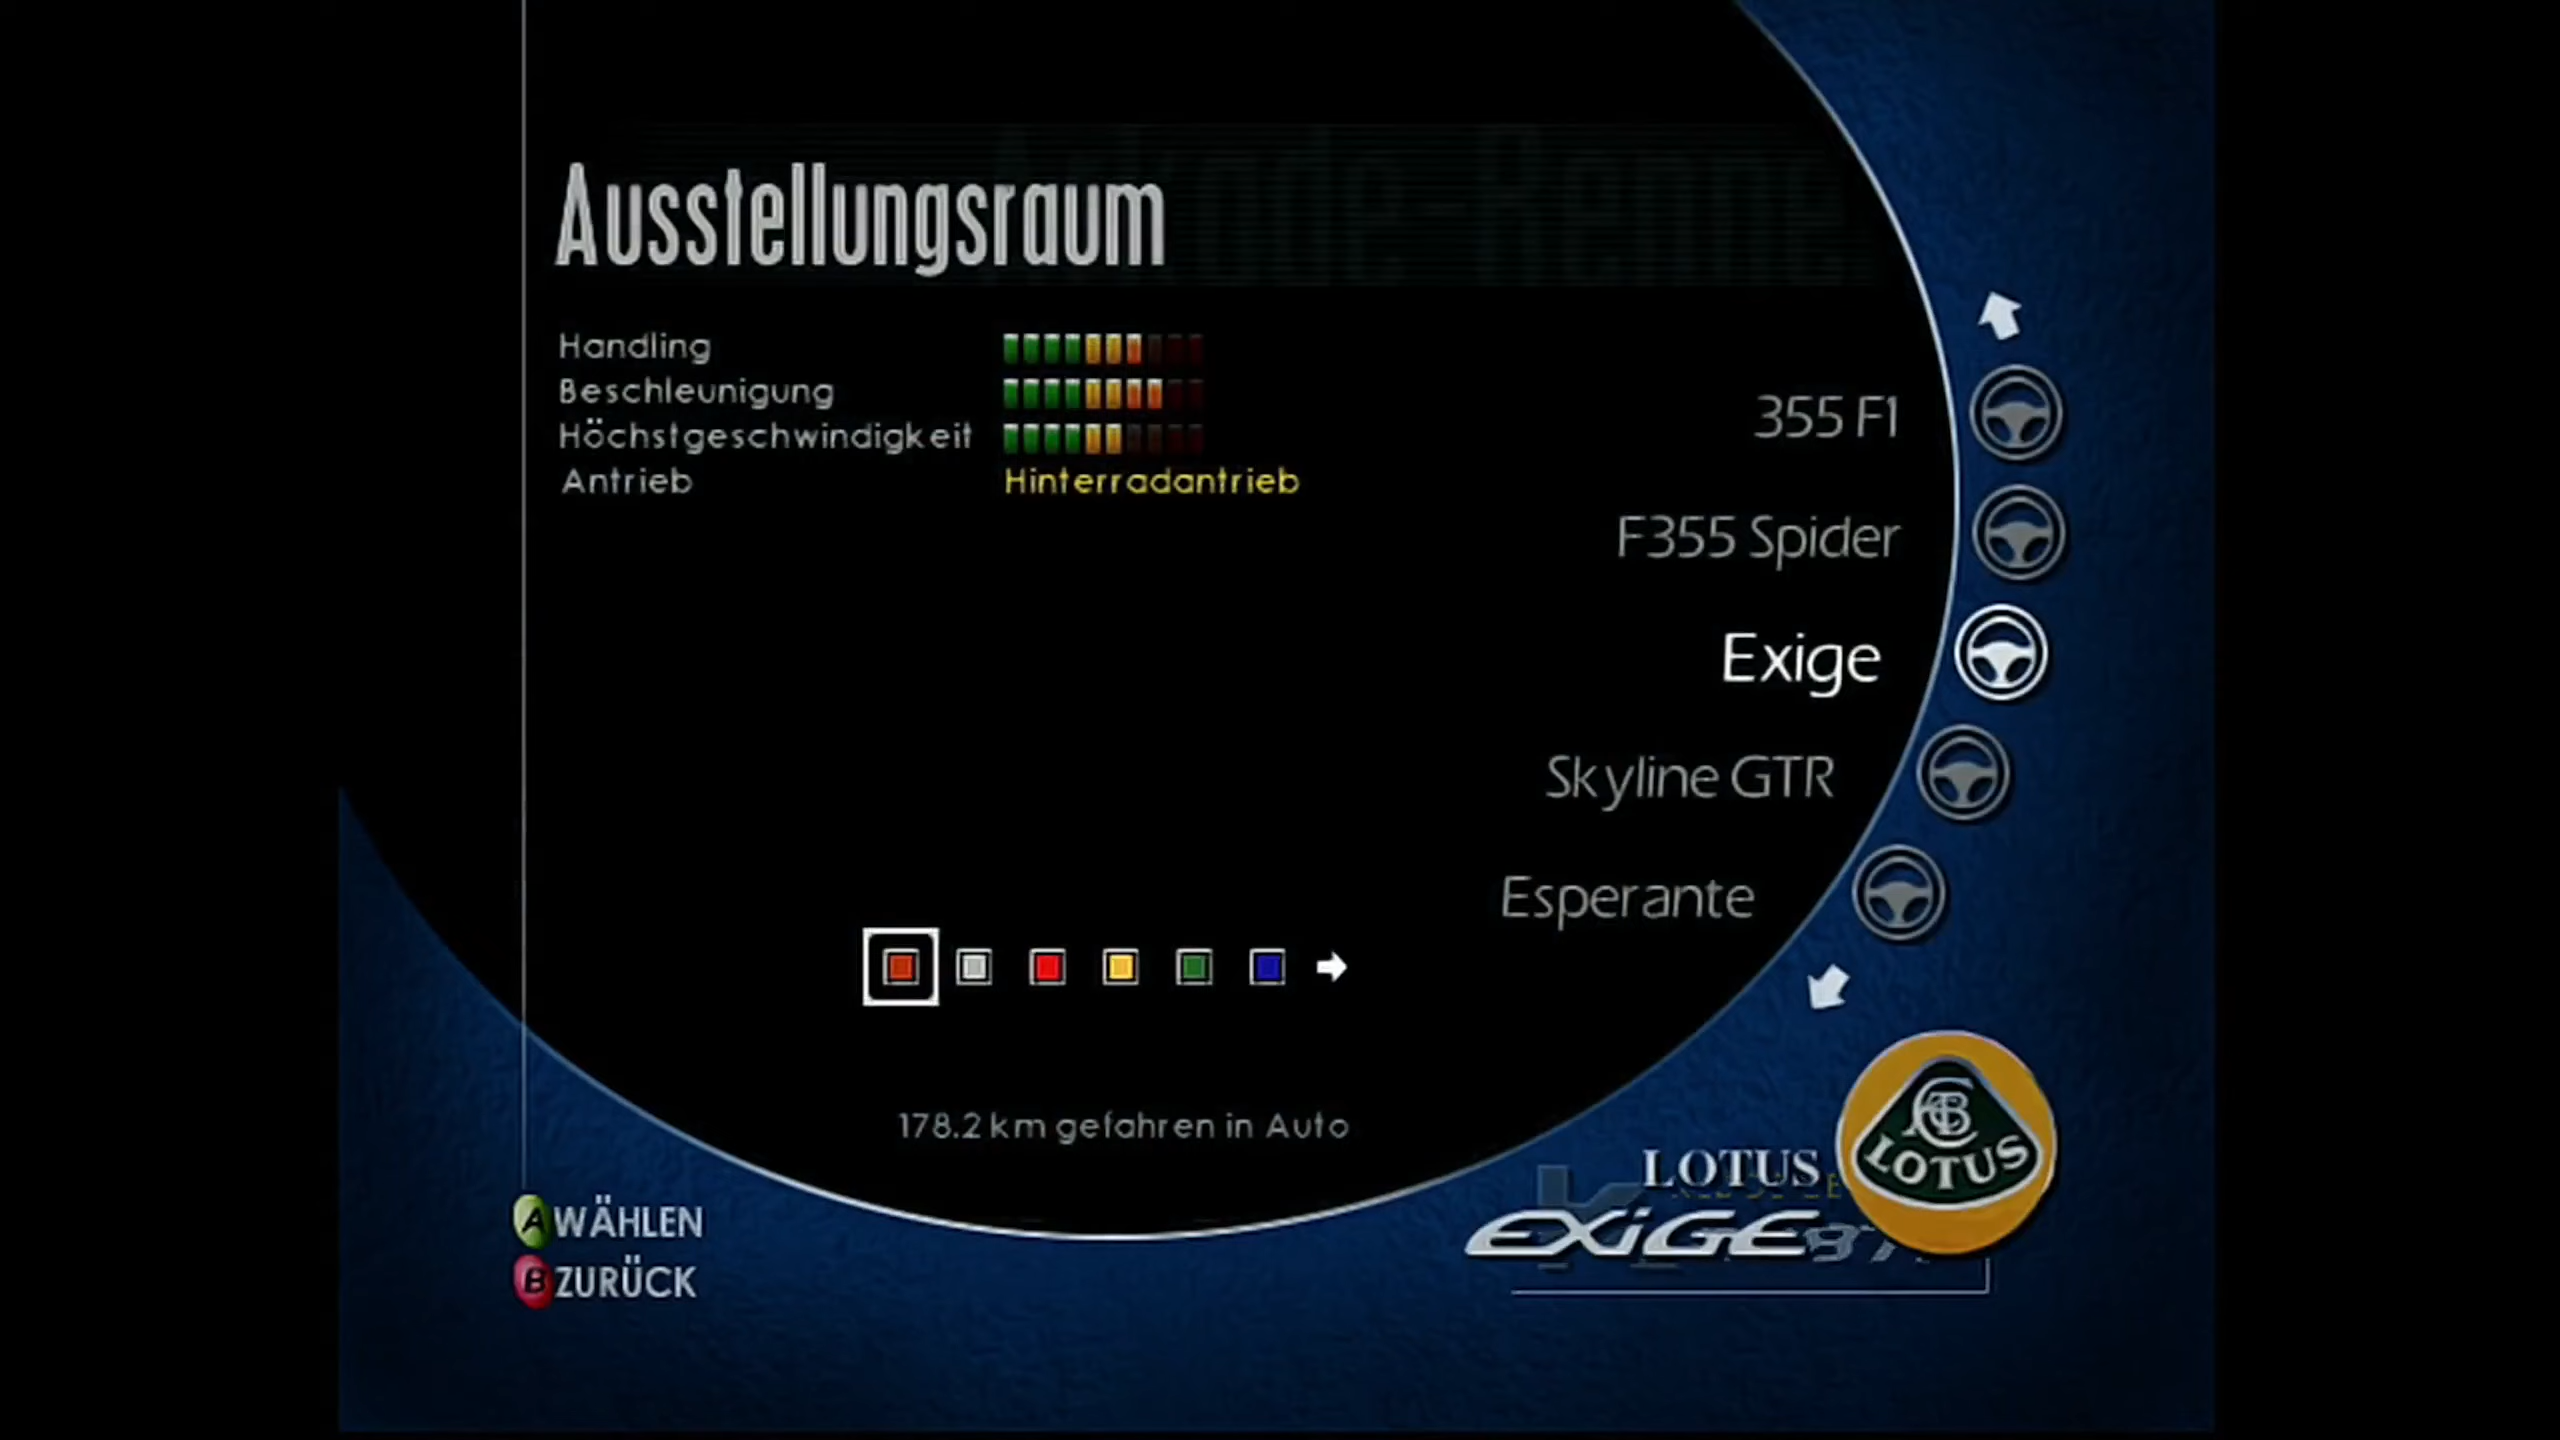 Ausstellungsraum
Handling
Beschleunigung
Höchstgeschwindigkeit
Antrieb Hinterradantrieb
355 F1
F355 Spider
Exige
Skyline GTR
Esperante
178.2 km gefahren in Auto
A WÄHLEN
B ZURÜCK
LOTUS
EXiGE
ACBC
LOTUS